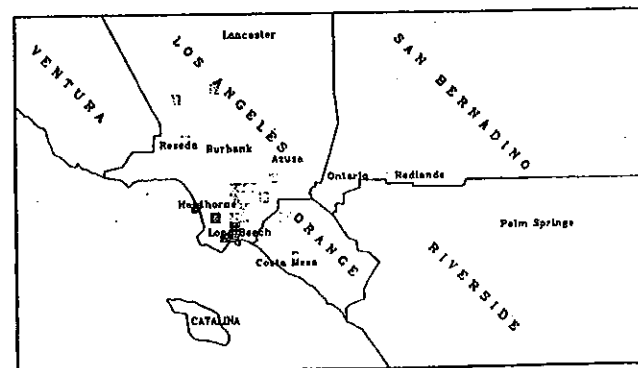 Lancaster
VENTURA
LOS ANGELES
SAN BERNADINO
Reseda
Burbank
Azusa
Ontario
Redlands
Hawthorne
Long Beach
ORANGE
Palm Springs
Costa Mesa
RIVERSIDE
CATALINA